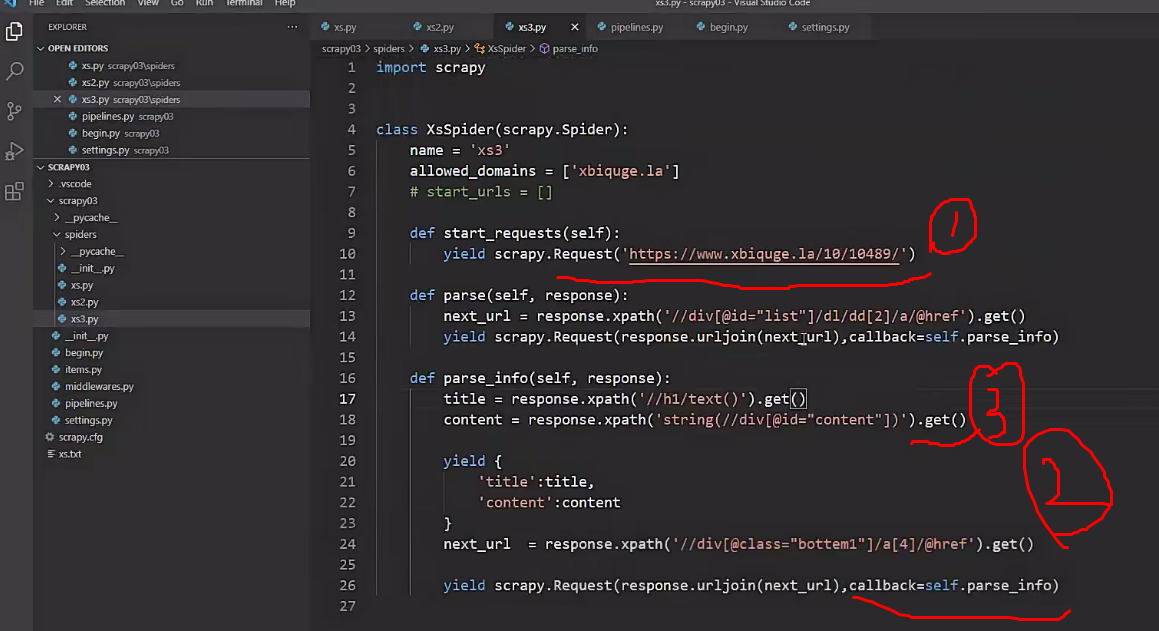 File Edit Selection View Go Run Terminal Help
xs3.py - scrapy03 - Visual Studio Code
EXPLORER ···
OPEN EDITORS
xs.py scrapy03\spiders
xs2.py scrapy03\spiders
xs3.py scrapy03\spiders
pipelines.py scrapy03
begin.py scrapy03
settings.py scrapy03
SCRAPY03
.vscode
scrapy03
__pycache__
spiders
__pycache__
__init__.py
xs.py
xs2.py
xs3.py
__init__.py
begin.py
items.py
middlewares.py
pipelines.py
settings.py
scrapy.cfg
xs.txt
xs.py xs2.py xs3.py pipelines.py begin.py settings.py
scrapy03 > spiders > xs3.py > XsSpider > parse_info
1 import scrapy
2
3
4 class XsSpider(scrapy.Spider):
5 name = 'xs3'
6 allowed_domains = ['xbiquge.la']
7 # start_urls = []
8
9 def start_requests(self):
10 yield scrapy.Request('https://www.xbiquge.la/10/10489/')
11
12 def parse(self, response):
13 next_url = response.xpath('//div[@id="list"]/dl/dd[2]/a/@href').get()
14 yield scrapy.Request(response.urljoin(next_url),callback=self.parse_info)
15
16 def parse_info(self, response):
17 title = response.xpath('//h1/text()').get()
18 content = response.xpath('string(//div[@id="content"])').get()
19
20 yield {
21 'title':title,
22 'content':content
23 }
24 next_url  = response.xpath('//div[@class="bottem1"]/a[4]/@href').get()
25
26 yield scrapy.Request(response.urljoin(next_url),callback=self.parse_info)
27
1
3
2